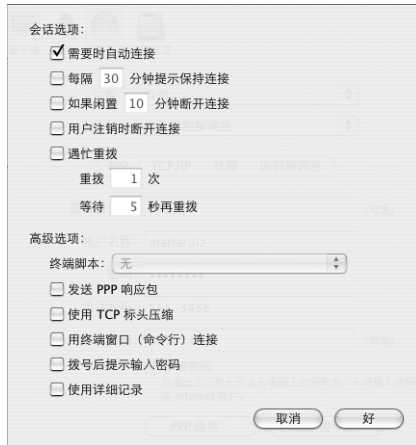 会话选项：
需要时自动连接
每隔 30 分钟提示保持连接
如果闲置 10 分钟断开连接
用户注销时断开连接
遇忙重拨
重拨 1 次
等待 5 秒再重拨
高级选项：
终端脚本： 无
发送 PPP 响应包
使用 TCP 标头压缩
用终端窗口（命令行）连接
拨号后提示输入密码
使用详细记录
取消 好